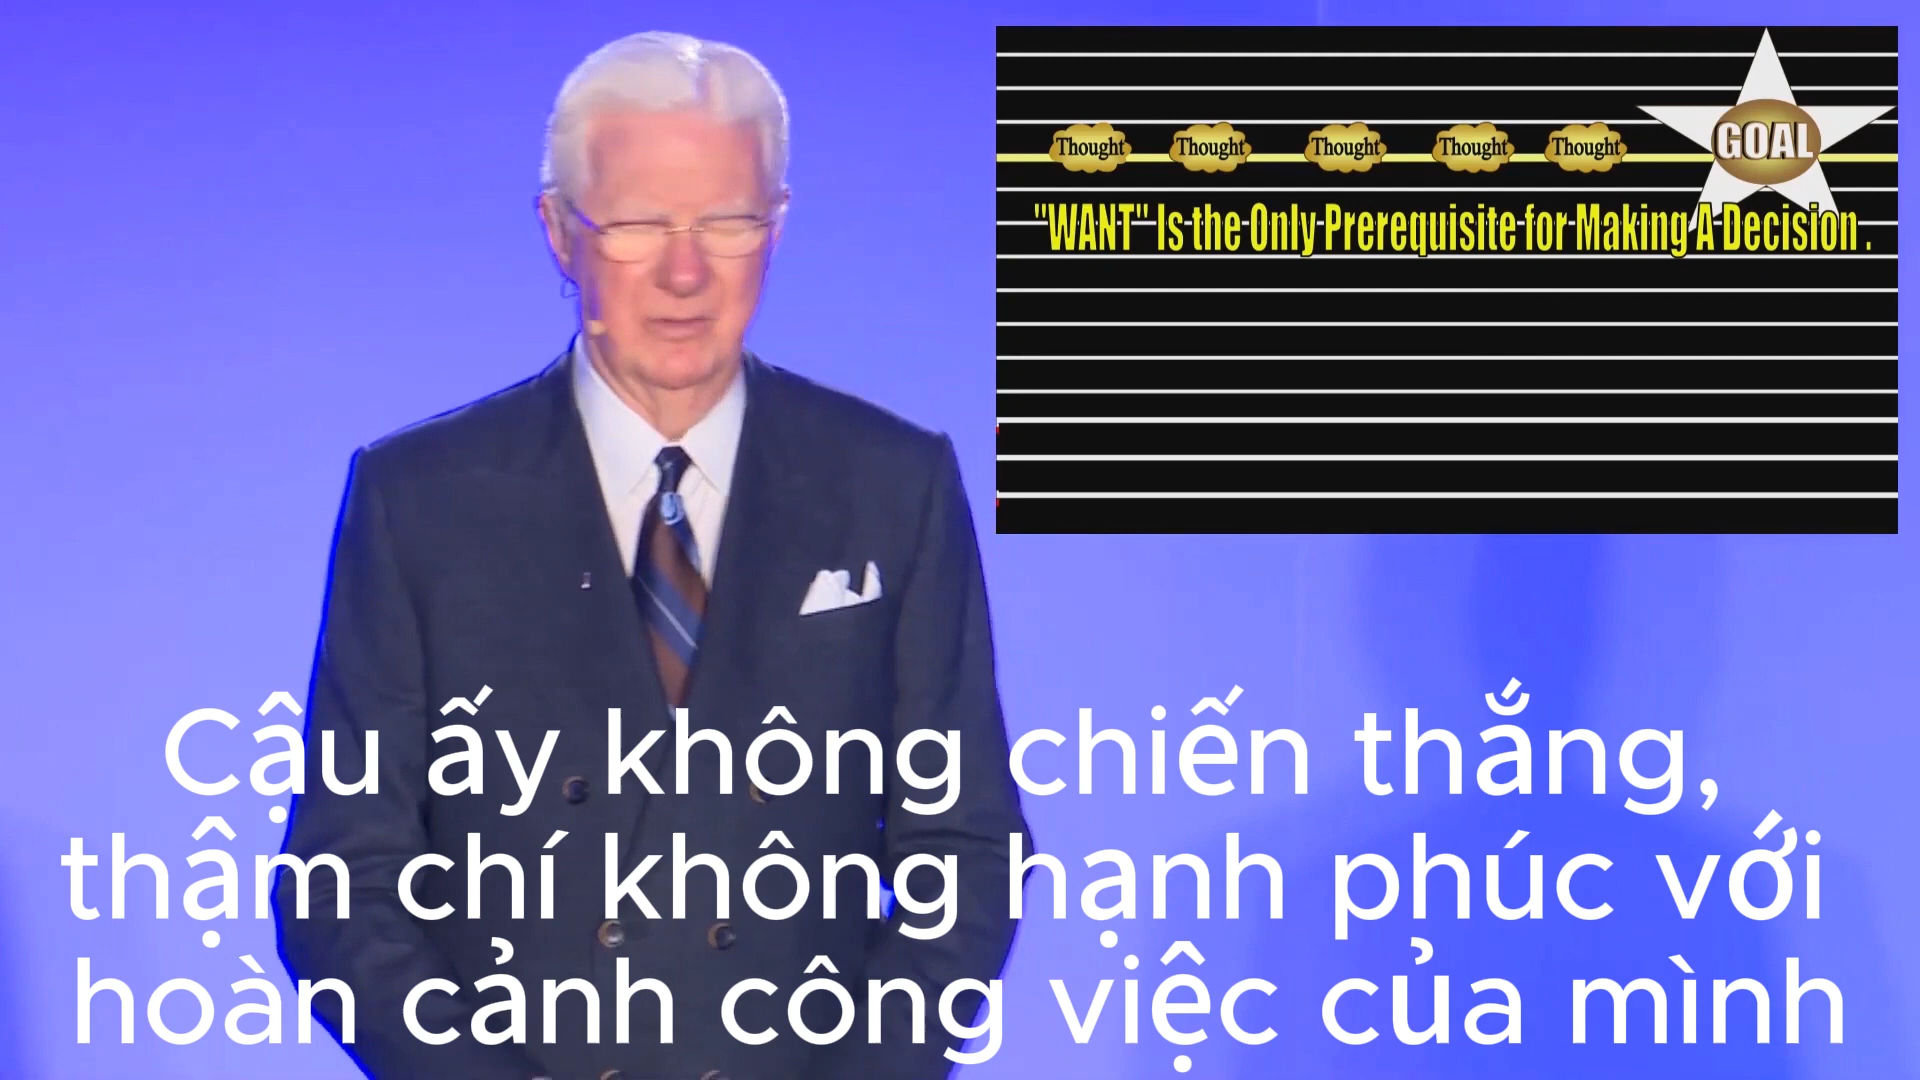 Thought Thought Thought Thought Thought GOAL
"WANT" Is the Only Prerequisite for Making A Decision .
Cậu ấy không chiến thắng,
thậm chí không hạnh phúc với
hoàn cảnh công việc của mình